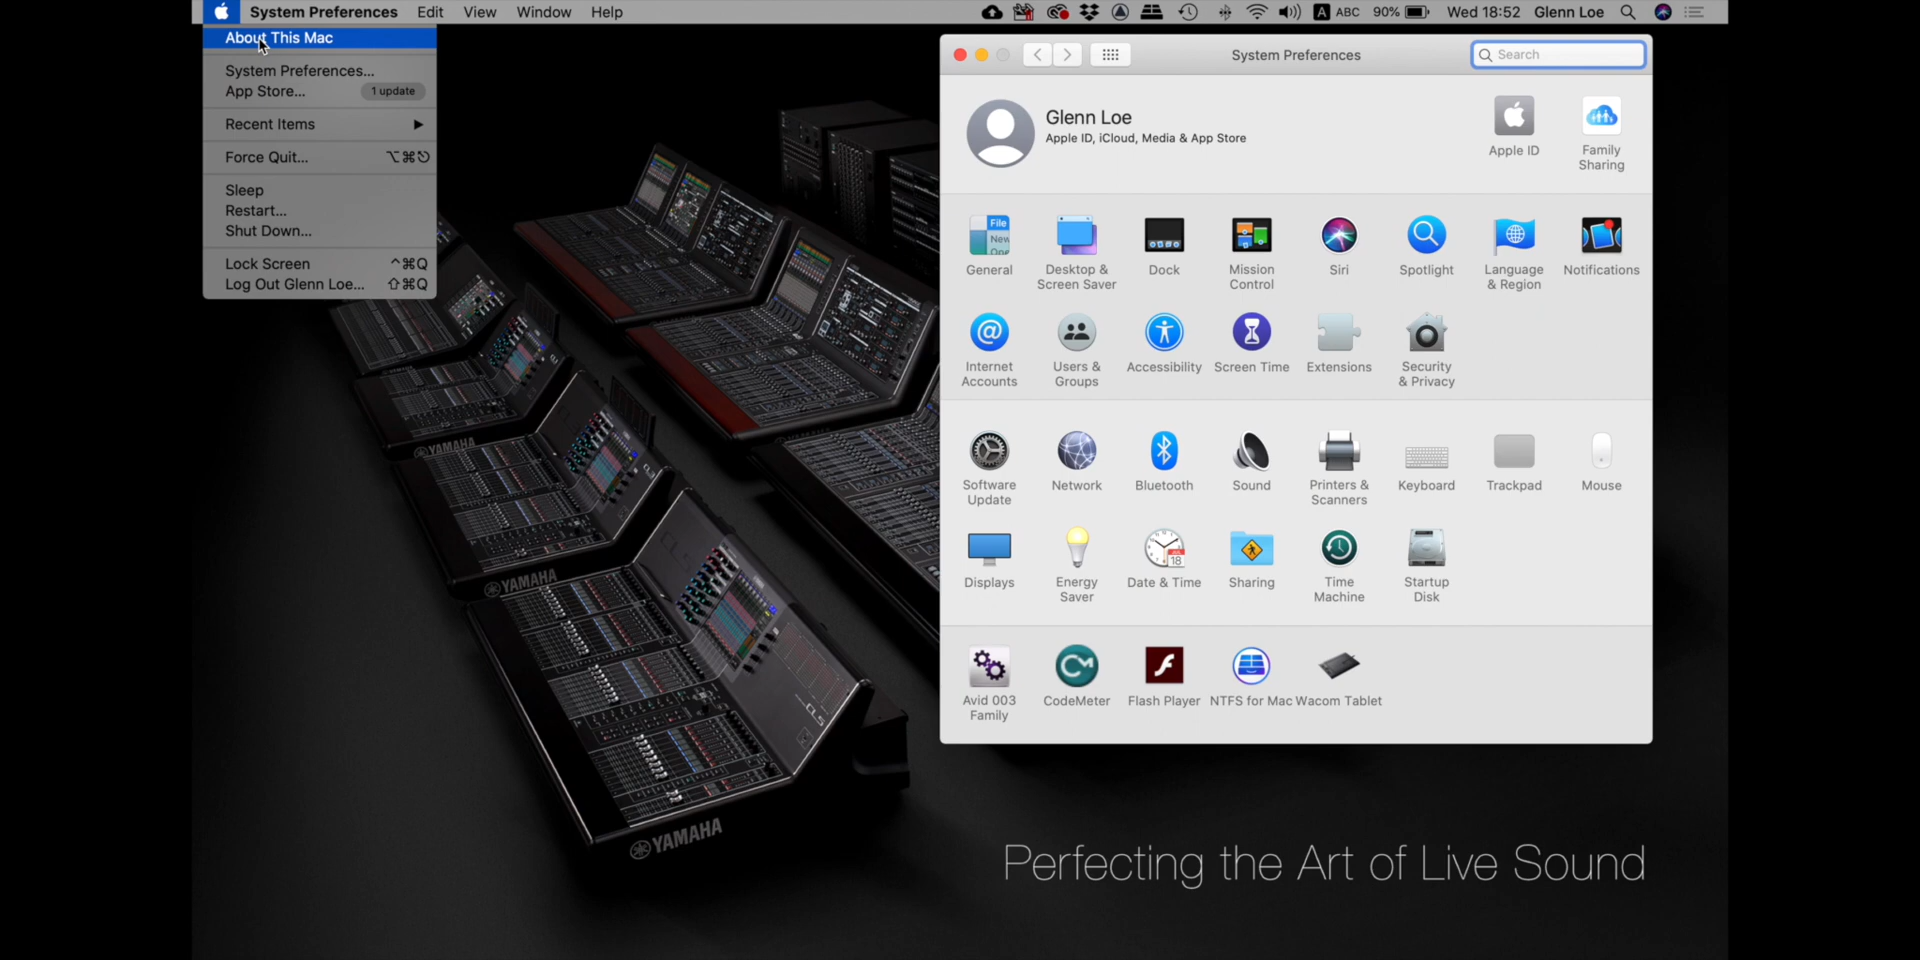 System Preferences Edit View Window Help
A ABC 90% Wed 18:52 Glenn Loe
About This Mac
System Preferences...
App Store... 1 update
Recent Items
Force Quit... ⌥⌘⎋
Sleep
Restart...
Shut Down...
Lock Screen ^⌘Q
Log Out Glenn Loe... ⇧⌘Q
System Preferences
Search
Glenn Loe
Apple ID, iCloud, Media & App Store
Apple ID
Family
Sharing
File
New
General
Desktop &
Screen Saver
Dock
Mission
Control
Siri
Spotlight
Language
& Region
Notifications
Internet
Accounts
Users &
Groups
Accessibility
Screen Time
Extensions
Security
& Privacy
Software
Update
Network
Bluetooth
Sound
Printers &
Scanners
Keyboard
Trackpad
Mouse
Displays
Energy
Saver
18
Date & Time
Sharing
Time
Machine
Startup
Disk
Avid 003
Family
CodeMeter
Flash Player
NTFS for Mac
Wacom Tablet
YAMAHA
YAMAHA
CL5
YAMAHA
Perfecting the Art of Live Sound